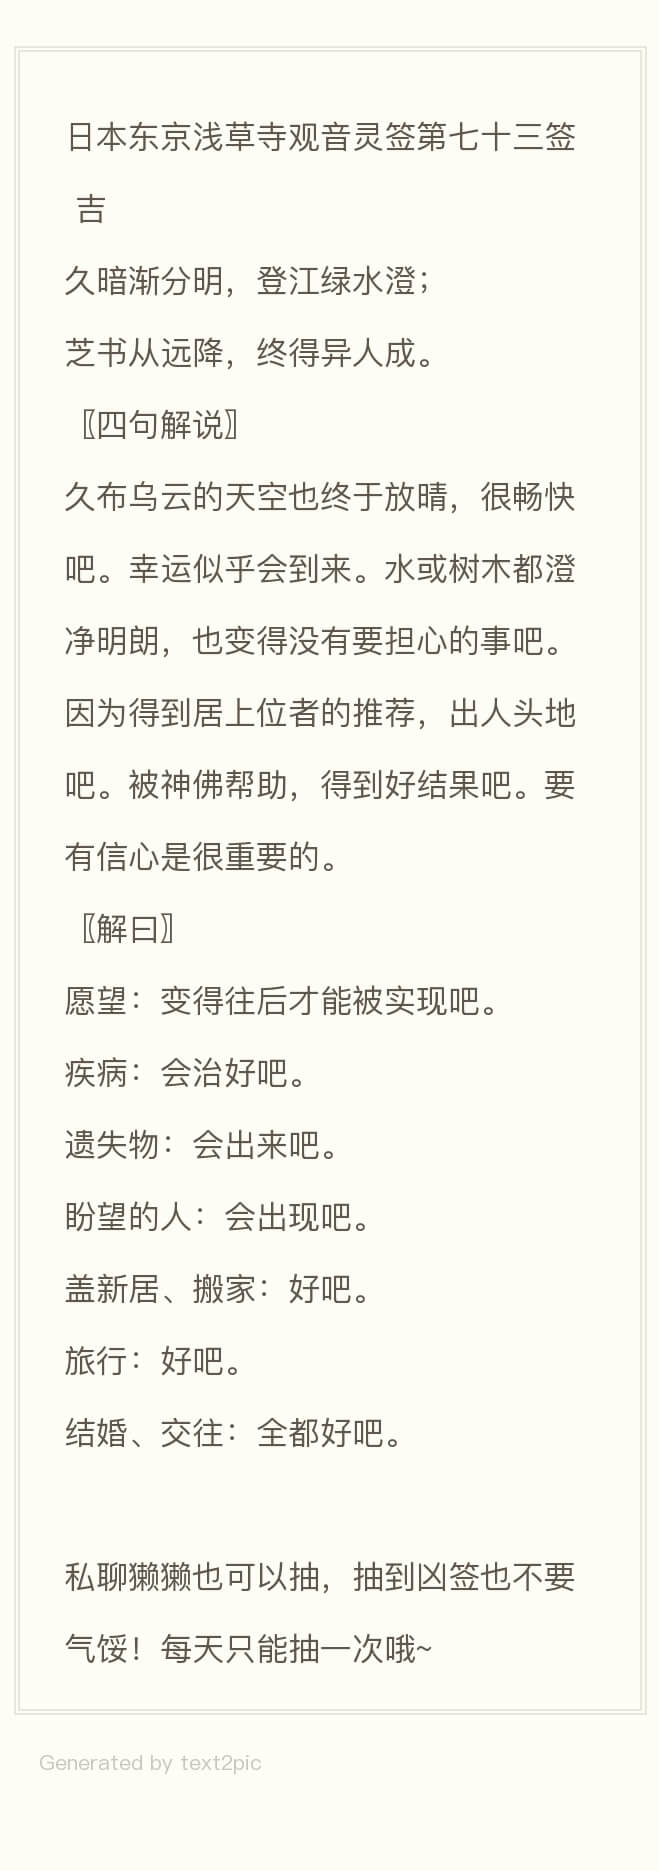 日本东京浅草寺观音灵签第七十三签
吉
久暗渐分明，登江绿水澄；
芝书从远降，终得异人成。
〖四句解说〗
久布乌云的天空也终于放晴，很畅快
吧。幸运似乎会到来。水或树木都澄
净明朗，也变得没有要担心的事吧。
因为得到居上位者的推荐，出人头地
吧。被神佛帮助，得到好结果吧。要
有信心是很重要的。
〖解曰〗
愿望：变得往后才能被实现吧。
疾病：会治好吧。
遗失物：会出来吧。
盼望的人：会出现吧。
盖新居、搬家：好吧。
旅行：好吧。
结婚、交往：全都好吧。
私聊獭獭也可以抽，抽到凶签也不要
气馁！每天只能抽一次哦~
Generated by text2pic